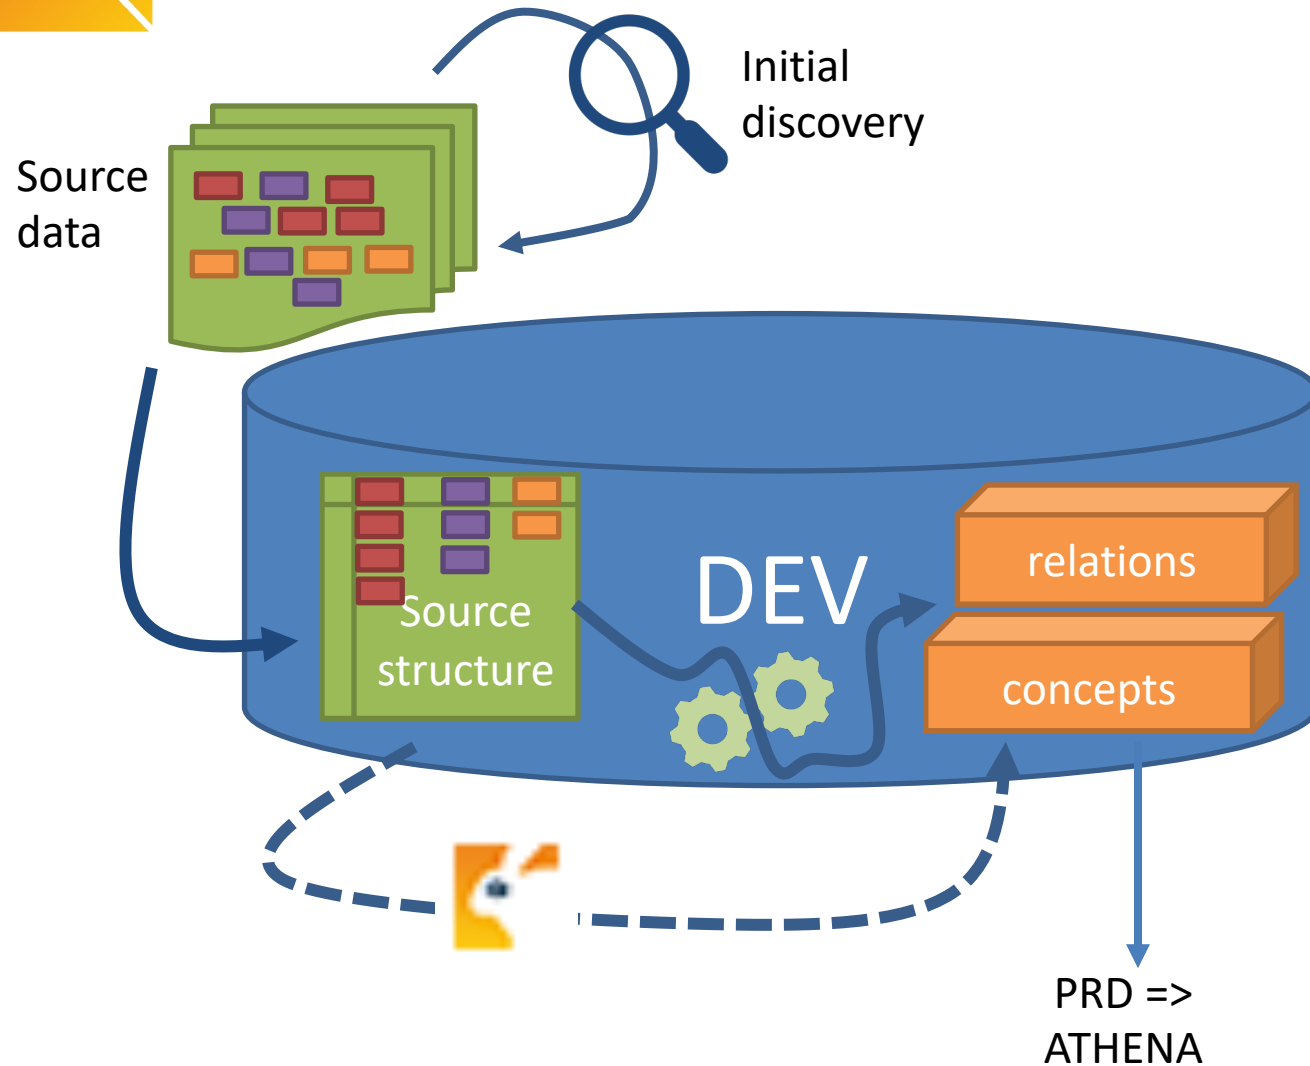 Initial
discovery
Source
data
Source
structure
DEV
relations
concepts
PRD =>
ATHENA